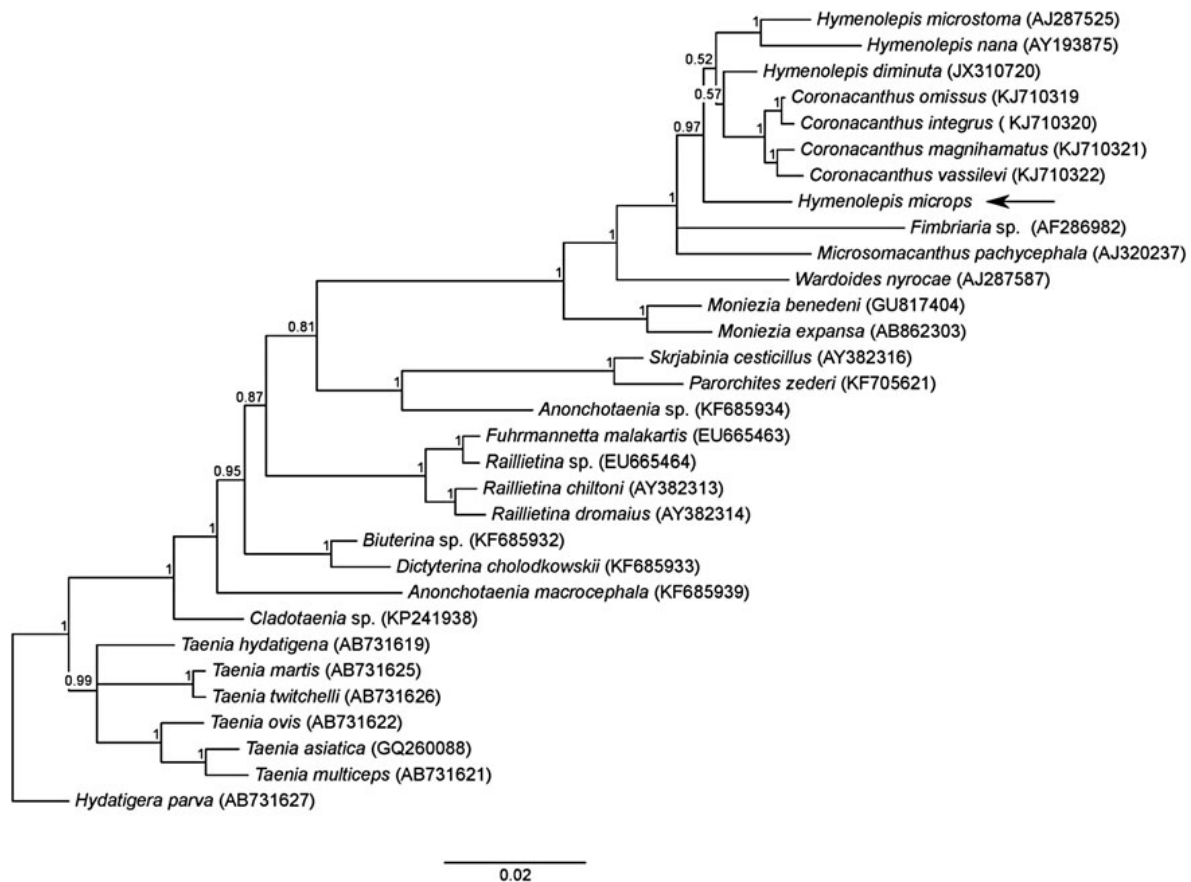 Hymenolepis microstoma (AJ287525)
1
Hymenolepis nana (AY193875)
0.52
Hymenolepis diminuta (JX310720)
0.57
Coronacanthus omissus (KJ710319
1
Coronacanthus integrus ( KJ710320)
0.97
1
Coronacanthus magnihamatus (KJ710321)
1
Coronacanthus vassilevi (KJ710322)
1
Hymenolepis microps
Fimbriaria sp. (AF286982)
1
Microsomacanthus pachycephala (AJ320237)
Wardoides nyrocae (AJ287587)
1
Moniezia benedeni (GU817404)
1
Moniezia expansa (AB862303)
0.81
Skrjabinia cesticillus (AY382316)
1
Parorchites zederi (KF705621)
1
Anonchotaenia sp. (KF685934)
0.87
Fuhrmannetta malakartis (EU665463)
1
Raillietina sp. (EU665464)
1
Raillietina chiltoni (AY382313)
1
Raillietina dromaius (AY382314)
0.95
Biuterina sp. (KF685932)
1
Dictyterina cholodkowskii (KF685933)
1
Anonchotaenia macrocephala (KF685939)
1
Cladotaenia sp. (KP241938)
1
Taenia hydatigena (AB731619)
0.99
Taenia martis (AB731625)
1
Taenia twitchelli (AB731626)
Taenia ovis (AB731622)
1
Taenia asiatica (GQ260088)
1
Taenia multiceps (AB731621)
Hydatigera parva (AB731627)
0.02